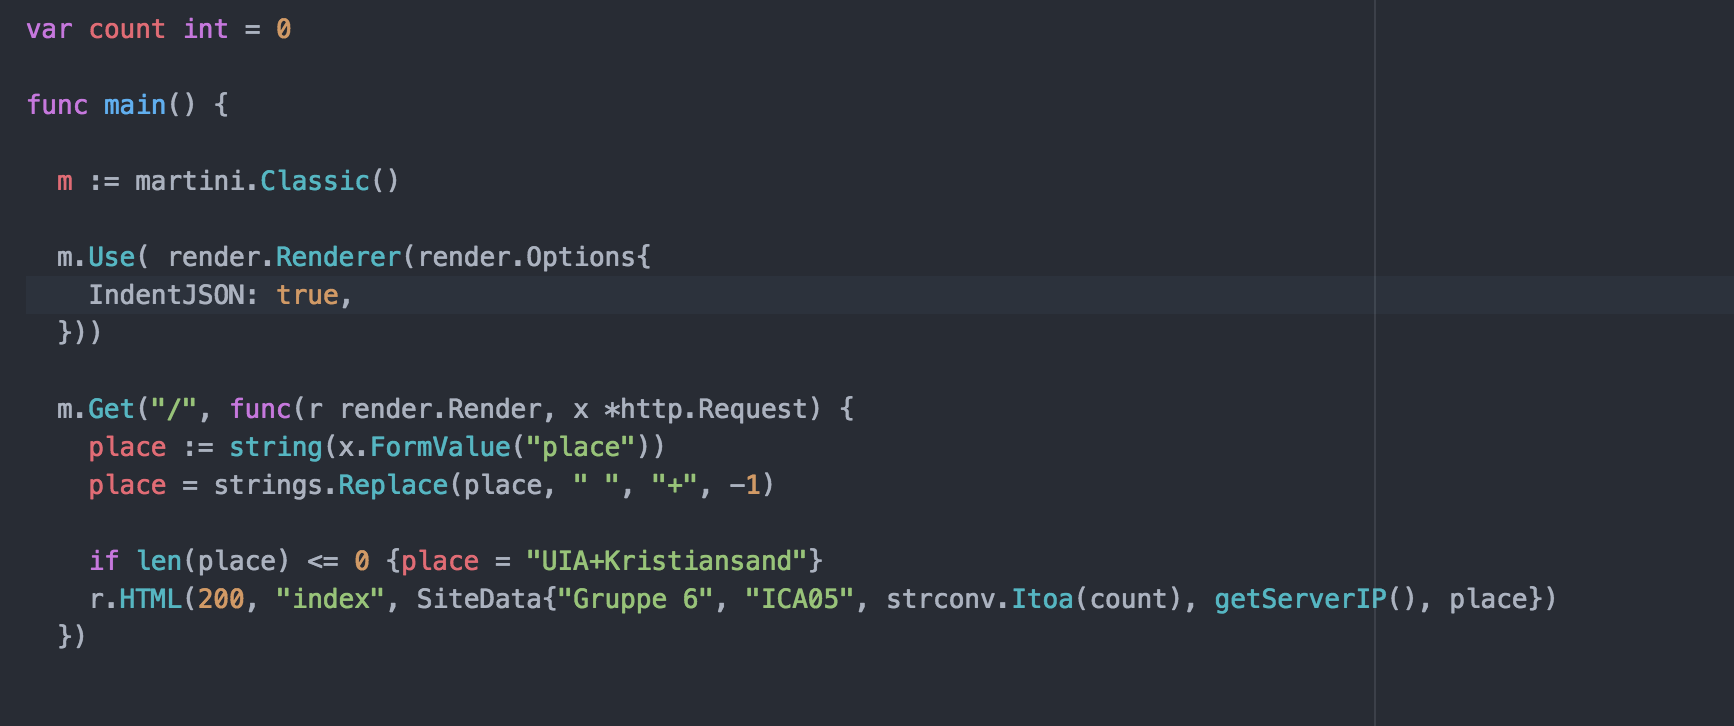 var count int = 0
func main() {
m := martini.Classic()
m.Use( render.Renderer(render.Options{
IndentJSON: true,
}))
m.Get("/", func(r render.Render, x *http.Request) {
place := string(x.FormValue("place"))
place = strings.Replace(place, " ", "+", -1)
if len(place) <= 0 {place = "UIA+Kristiansand"}
r.HTML(200, "index", SiteData{"Gruppe 6", "ICA05", strconv.Itoa(count), getServerIP(), place})
})